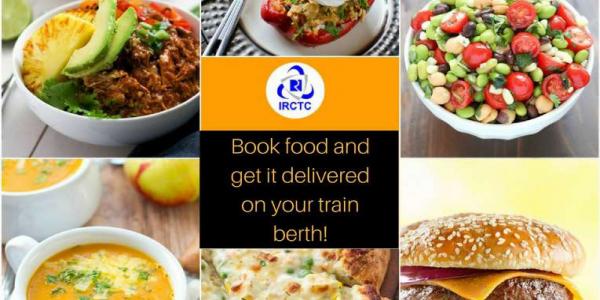 IRCTC
Book food and
get it delivered
on your train
berth!